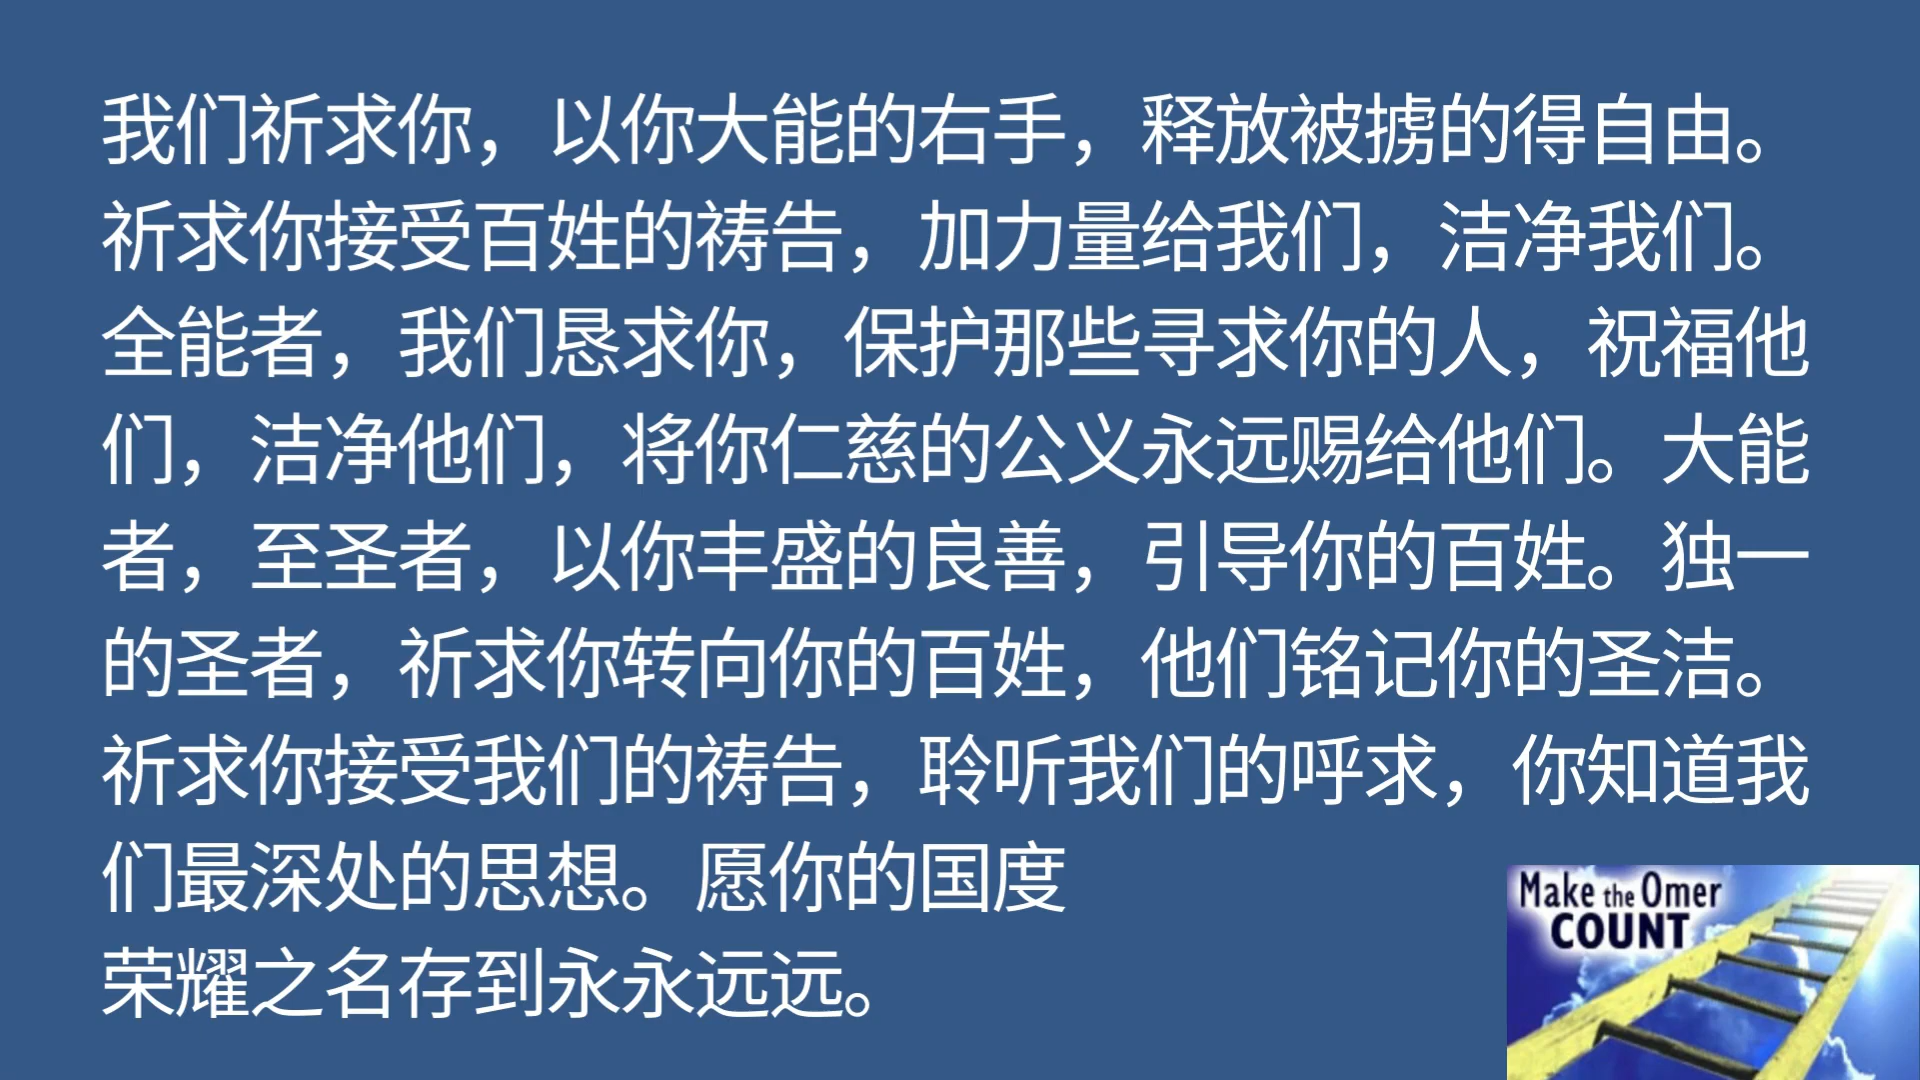 我们祈求你，以你大能的右手，释放被掳的得自由。
祈求你接受百姓的祷告，加力量给我们，洁净我们。
全能者，我们恳求你，保护那些寻求你的人，祝福他
们，洁净他们，将你仁慈的公义永远赐给他们。大能
者，至圣者，以你丰盛的良善，引导你的百姓。独一
的圣者，祈求你转向你的百姓，他们铭记你的圣洁。
祈求你接受我们的祷告，聆听我们的呼求，你知道我
们最深处的思想。愿你的国度
荣耀之名存到永永远远。
Make the Omer
COUNT